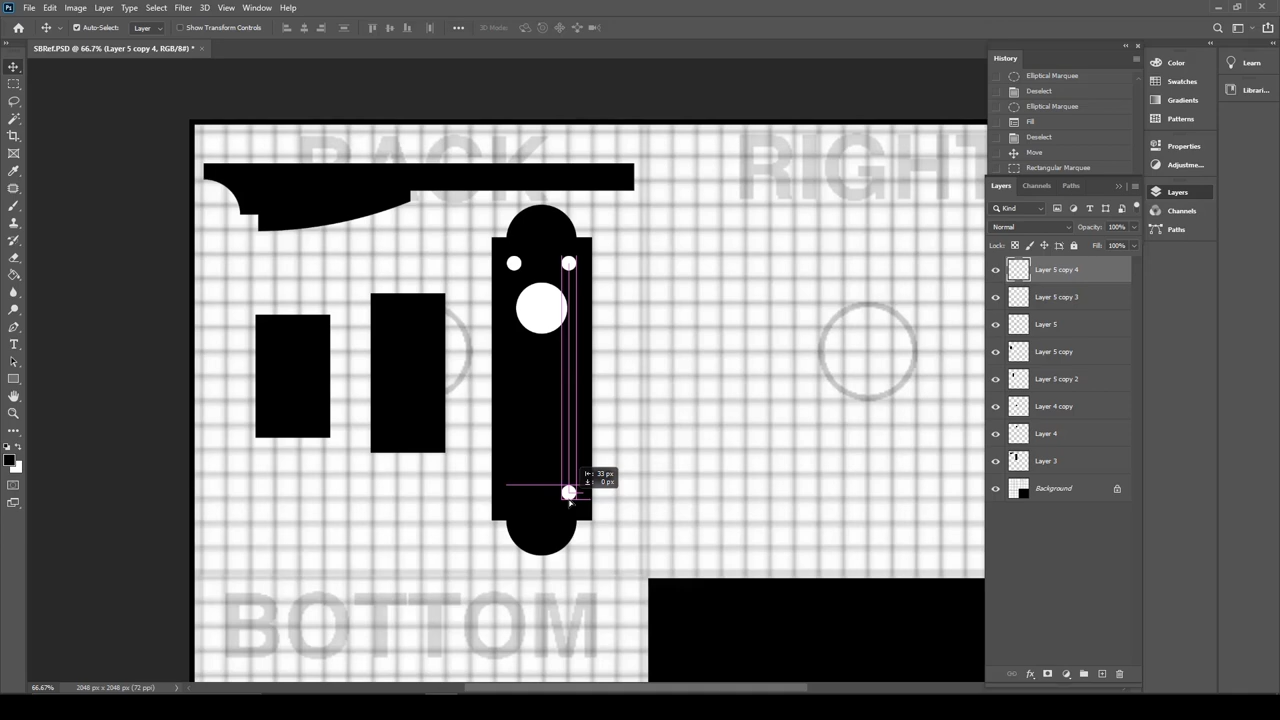 Ps File Edit Image Layer Type Select Filter 3D View Window Help
Auto-Select: Layer Show Transform Controls 3D Mode:
SBRef.PSD @ 66.7% (Layer 5 copy 4, RGB/8#) *
History
Elliptical Marquee
Deselect
Elliptical Marquee
Fill
Deselect
Move
Rectangular Marquee
Color
Swatches
Gradients
Patterns
Properties
Adjustme...
Layers
Channels
Paths
Learn
Librari...
Layers Channels Paths
Kind
Normal Opacity: 100%
Lock: Fill: 100%
Layer 5 copy 4
Layer 5 copy 3
Layer 5
Layer 5 copy
Layer 5 copy 2
Layer 4 copy
Layer 4
Layer 3
Background
BACK RIGHT
33 px
0 px
BOTTOM
66.67% 2048 px x 2048 px (72 ppi)